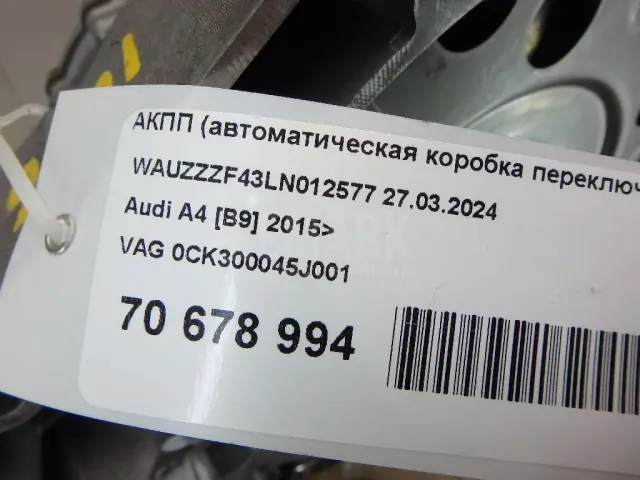 АКПП (автоматическая коробка переключ
WAUZZZF43LN012577 27.03.2024
Audi A4 [B9] 2015>
VAG 0CK300045J001
70 678 994